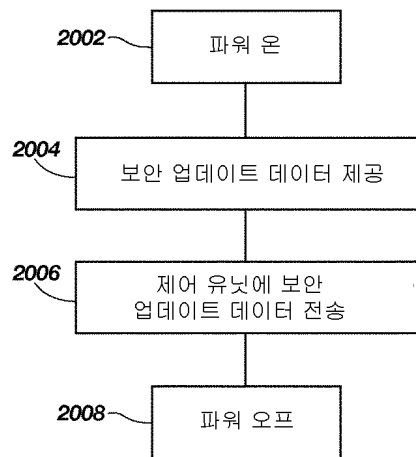 2002
파워 온
2004
보안 업데이트 데이터 제공
2006
제어 유닛에 보안
업데이트 데이터 전송
2008
파워 오프